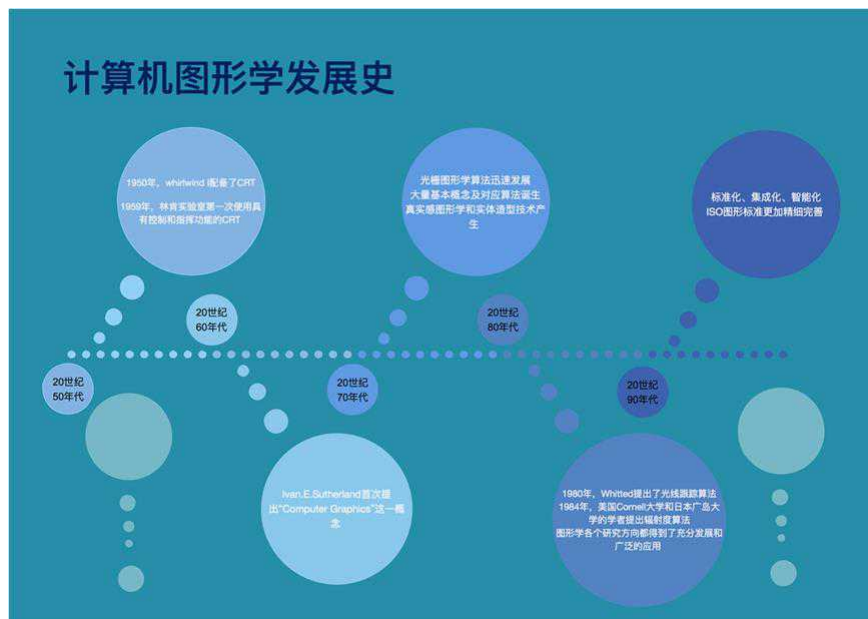 计算机图形学发展史
1950年，whirlwind I配备了CRT
1959年，林肯实验室第一次使用具
有控制和指挥功能的CRT
光栅图形学算法迅速发展
大量基本概念及对应算法诞生
真实感图形学和实体造型技术产
生
标准化、集成化、智能化
ISO图形标准更加精细完善
20世纪
60年代
20世纪
80年代
20世纪
50年代
20世纪
70年代
20世纪
90年代
Ivan.E.Sutherland首次提
出“Computer Graphics”这一概
念
1980年，Whitted提出了光线跟踪算法
1984年，美国Cornell大学和日本广岛大
学的学者提出辐射度算法
图形学各个研究方向都得到了充分发展和
广泛的应用